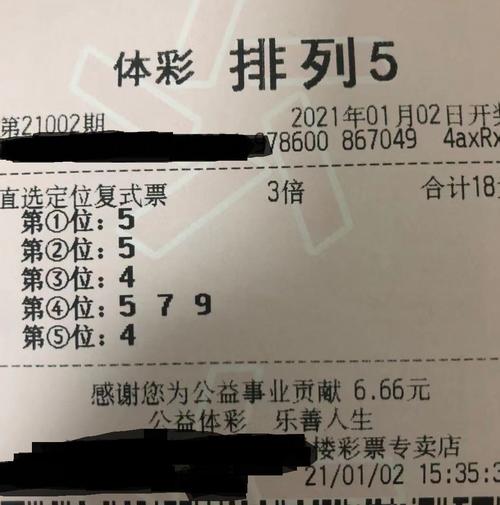 体彩 排列5
第21002期 2021年01月02日开奖
978600 867049 4axRx
直选定位复式票 3倍 合计18元
第①位: 5
第②位: 5
第③位: 4
第④位: 5 7 9
第⑤位: 4
感谢您为公益事业贡献 6.66元
公益体彩 乐善人生
楼彩票专卖店
21/01/02 15:35:3